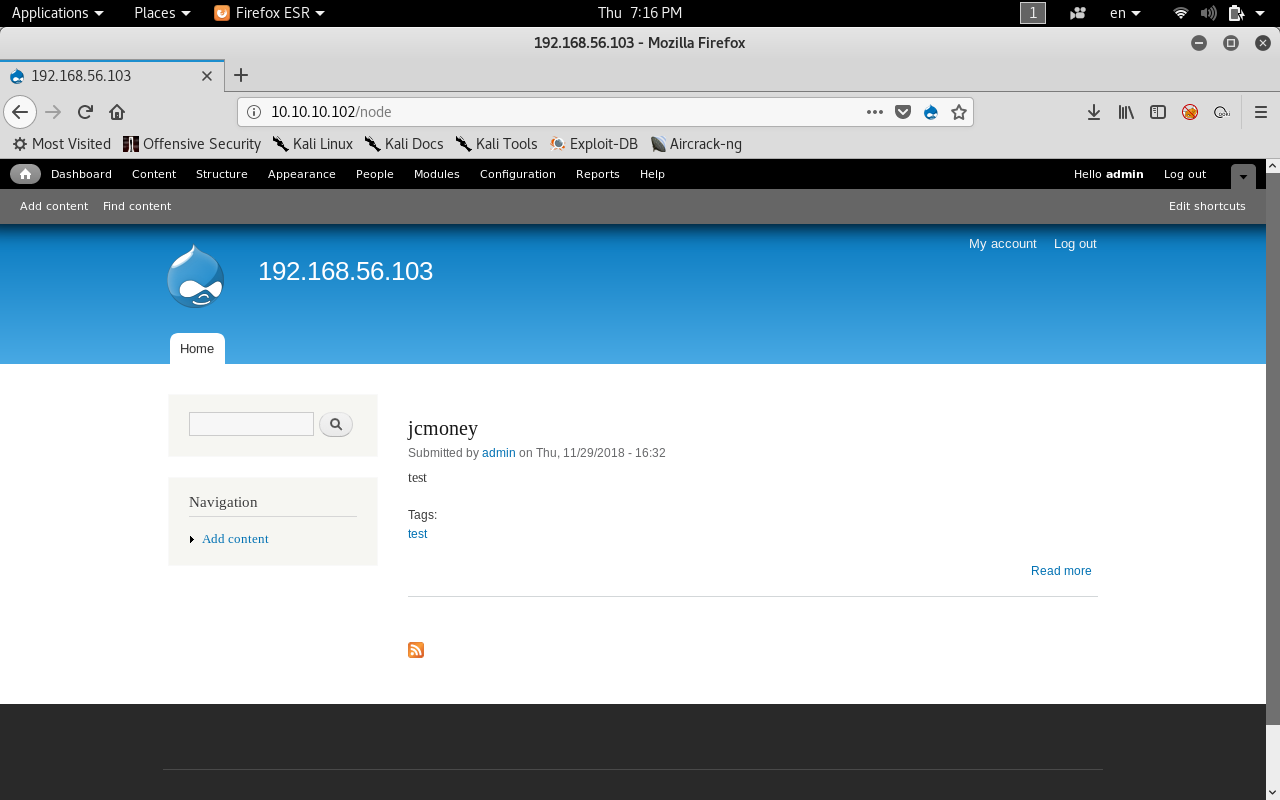 Applications Places Firefox ESR Thu 7:16 PM 1 en
192.168.56.103 - Mozilla Firefox
192.168.56.103
10.10.10.102/node
Most Visited Offensive Security Kali Linux Kali Docs Kali Tools Exploit-DB Aircrack-ng
Dashboard Content Structure Appearance People Modules Configuration Reports Help Hello admin Log out
Add content Find content Edit shortcuts
My account Log out
192.168.56.103
Home
jcmoney
Submitted by admin on Thu, 11/29/2018 - 16:32
test
Navigation
Add content
Tags:
test
Read more